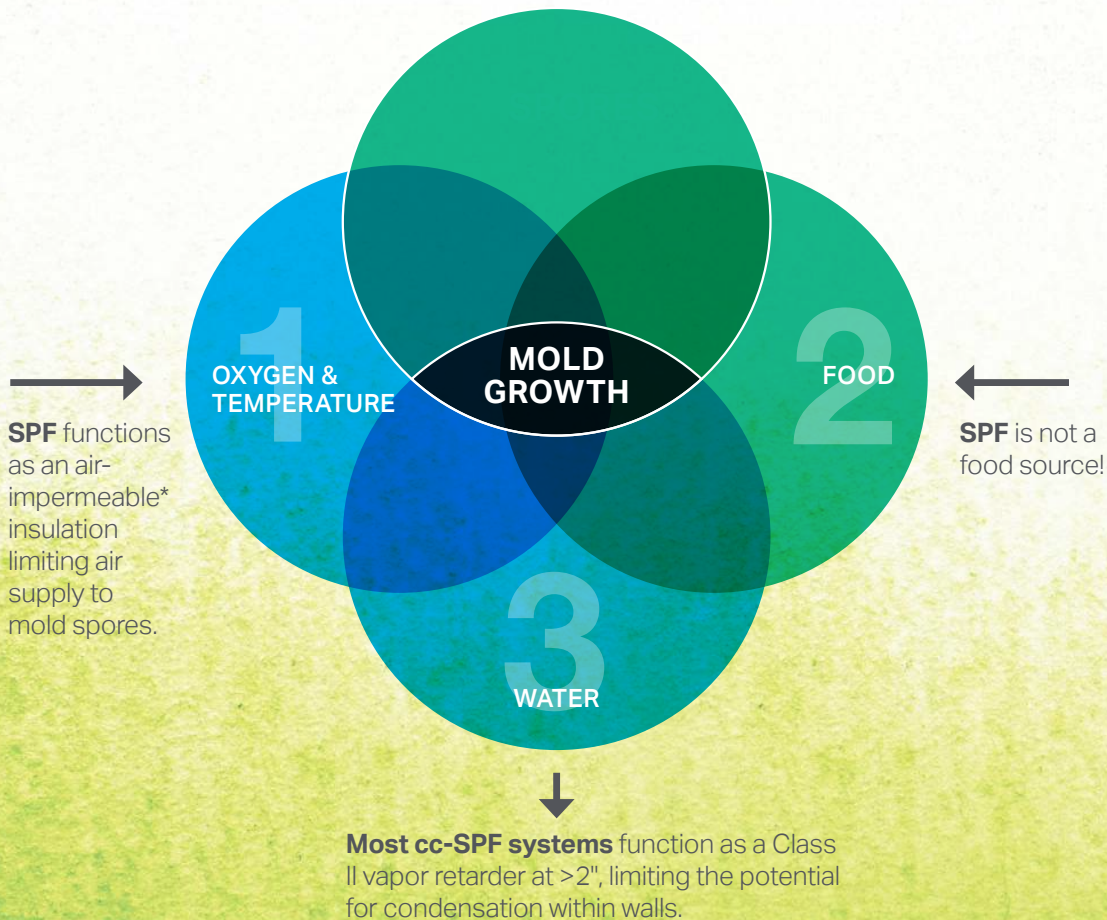 MOLD
GROWTH
1
OXYGEN &
TEMPERATURE
2
FOOD
SPF functions
as an air-
impermeable*
insulation
limiting air
supply to
mold spores.
SPF is not a
food source!
3
WATER
Most cc-SPF systems function as a Class
II vapor retarder at >2", limiting the potential
for condensation within walls.